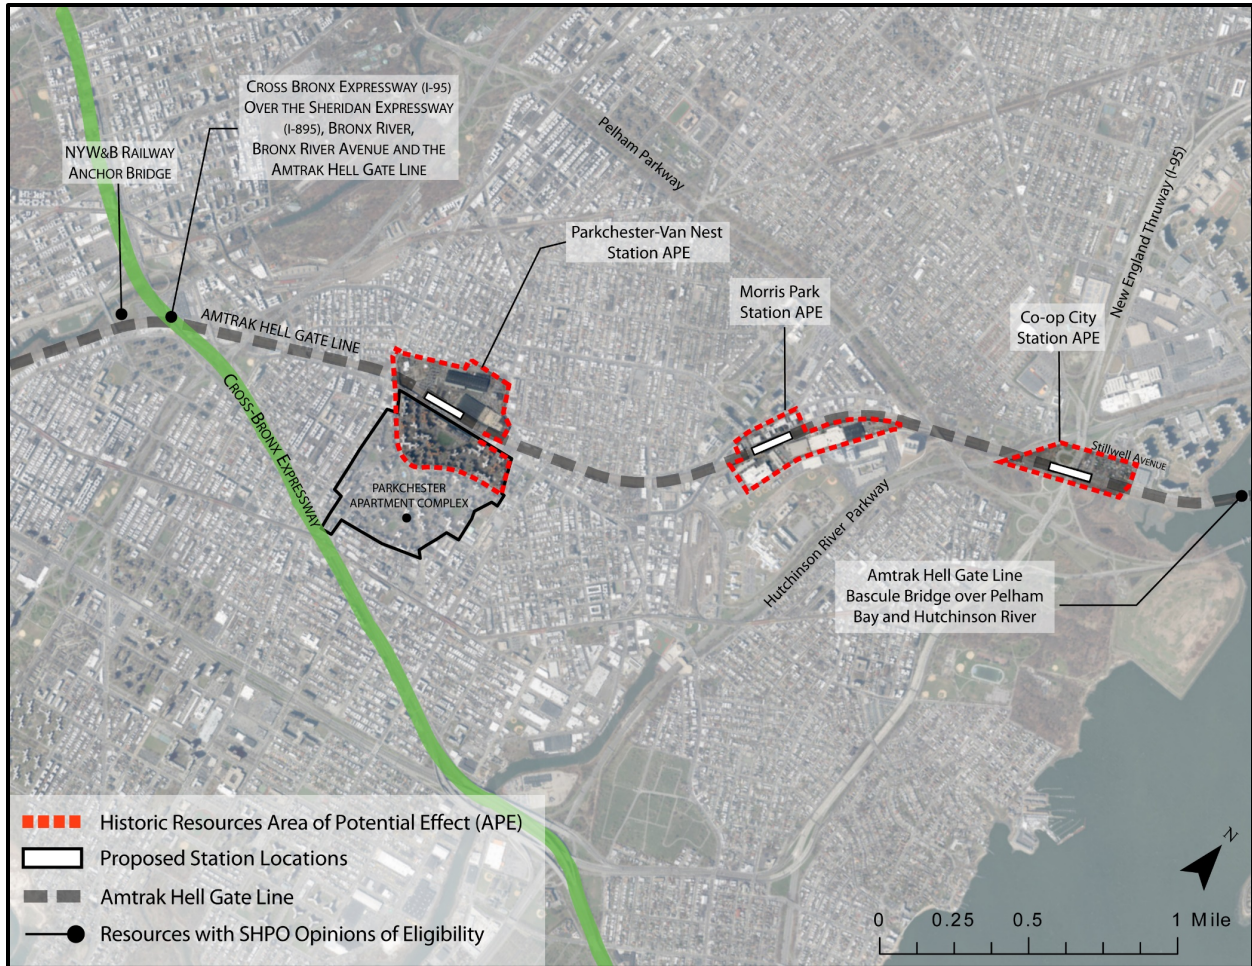 CROSS BRONX EXPRESSWAY (I-95)
OVER THE SHERIDAN EXPRESSWAY
(I-895), BRONX RIVER,
BRONX RIVER AVENUE AND THE
AMTRAK HELL GATE LINE
NYW&B RAILWAY
ANCHOR BRIDGE
Pelham Parkway
New England Thruway (I-95)
Parkchester-Van Nest
Station APE
Morris Park
Station APE
Co-op City
Station APE
AMTRAK HELL GATE LINE
CROSS-BRONX EXPRESSWAY
STILLWELL AVENUE
PARKCHESTER
APARTMENT COMPLEX
Hutchinson River Parkway
Amtrak Hell Gate Line
Bascule Bridge over Pelham
Bay and Hutchinson River
Historic Resources Area of Potential Effect (APE)
Proposed Station Locations
Amtrak Hell Gate Line
Resources with SHPO Opinions of Eligibility
N
0 0.25 0.5 1 Mile